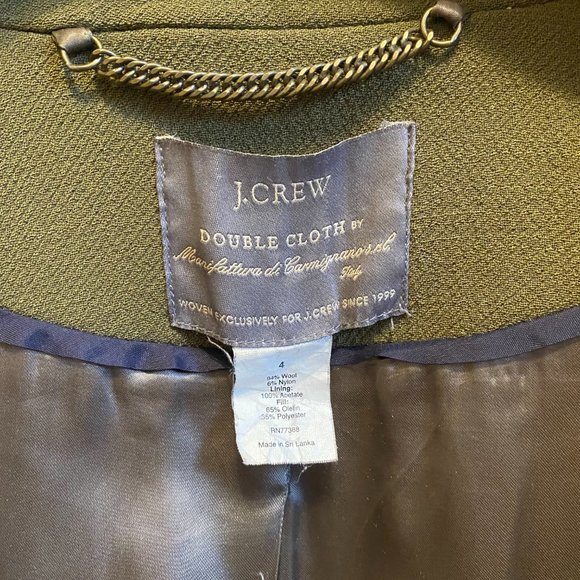 J.CREW
DOUBLE CLOTH BY
Manifattura di Carmignano s.r.l.
Italy
WOVEN EXCLUSIVELY FOR J.CREW SINCE 1999
4
94% Wool
6% Nylon
Lining:
100% Acetate
Fill:
65% Olefin
35% Polyester
RN77388
Made in Sri Lanka